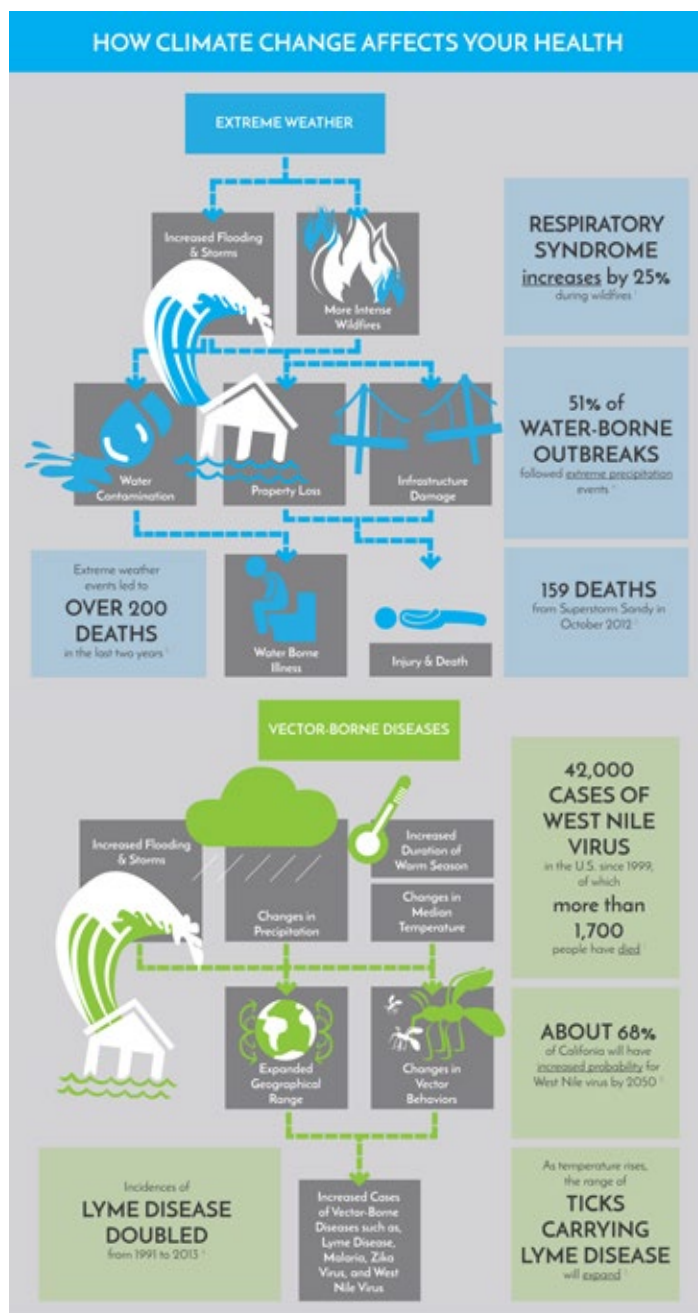 HOW CLIMATE CHANGE AFFECTS YOUR HEALTH
EXTREME WEATHER
Increased Flooding
& Storms
More Intense
Wildfires
RESPIRATORY
SYNDROME
increases by 25%
during wildfires
Water
Contamination
Property Loss
Infrastructure
Damage
51% of
WATER-BORNE
OUTBREAKS
followed extreme precipitation
events
Extreme weather
events led to
OVER 200
DEATHS
in the last two years
Water Borne
Illness
Injury & Death
159 DEATHS
from Superstorm Sandy in
October 2012
VECTOR-BORNE DISEASES
Increased Flooding
& Storms
Changes in
Precipitation
Increased
Duration of
Warm Season
Changes in
Median
Temperature
42,000
CASES OF
WEST NILE
VIRUS
in the U.S. since 1999,
of which
more than
1,700
people have died
Expanded
Geographical
Range
Changes in
Vector
Behaviors
ABOUT 68%
of Califonia will have
increased probability for
West Nile virus by 2050
Incidences of
LYME DISEASE
DOUBLED
from 1991 to 2013
Increased Cases
of Vector-Borne
Diseases such as,
Lyme Disease,
Malaria, Zika
Virus, and West
Nile Virus
As temperature rises,
the range of
TICKS
CARRYING
LYME DISEASE
will expand